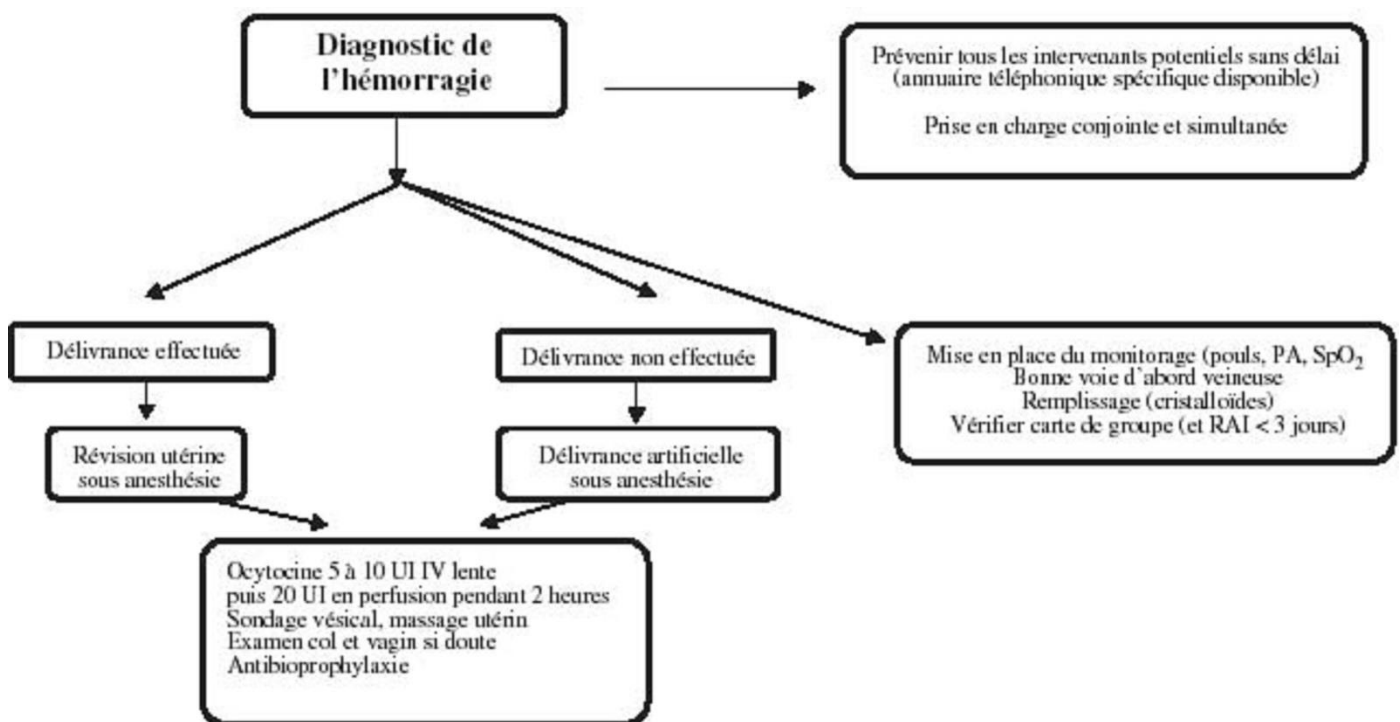 Diagnostic de
l'hémorragie
Prévenir tous les intervenants potentiels sans délai
(annuaire téléphonique spécifique disponible)
Prise en charge conjointe et simultanée
Délivrance effectuée
Délivrance non effectuée
Mise en place du monitorage (pouls, PA, SpO₂
Bonne voie d'abord veineuse
Remplissage (cristalloïdes)
Vérifier carte de groupe (et RAI < 3 jours)
Révision utérine
sous anesthésie
Délivrance artificielle
sous anesthésie
Ocytocine 5 à 10 UI IV lente
puis 20 UI en perfusion pendant 2 heures
Sondage vésical, massage utérin
Examen col et vagin si doute
Antibioprophylaxie